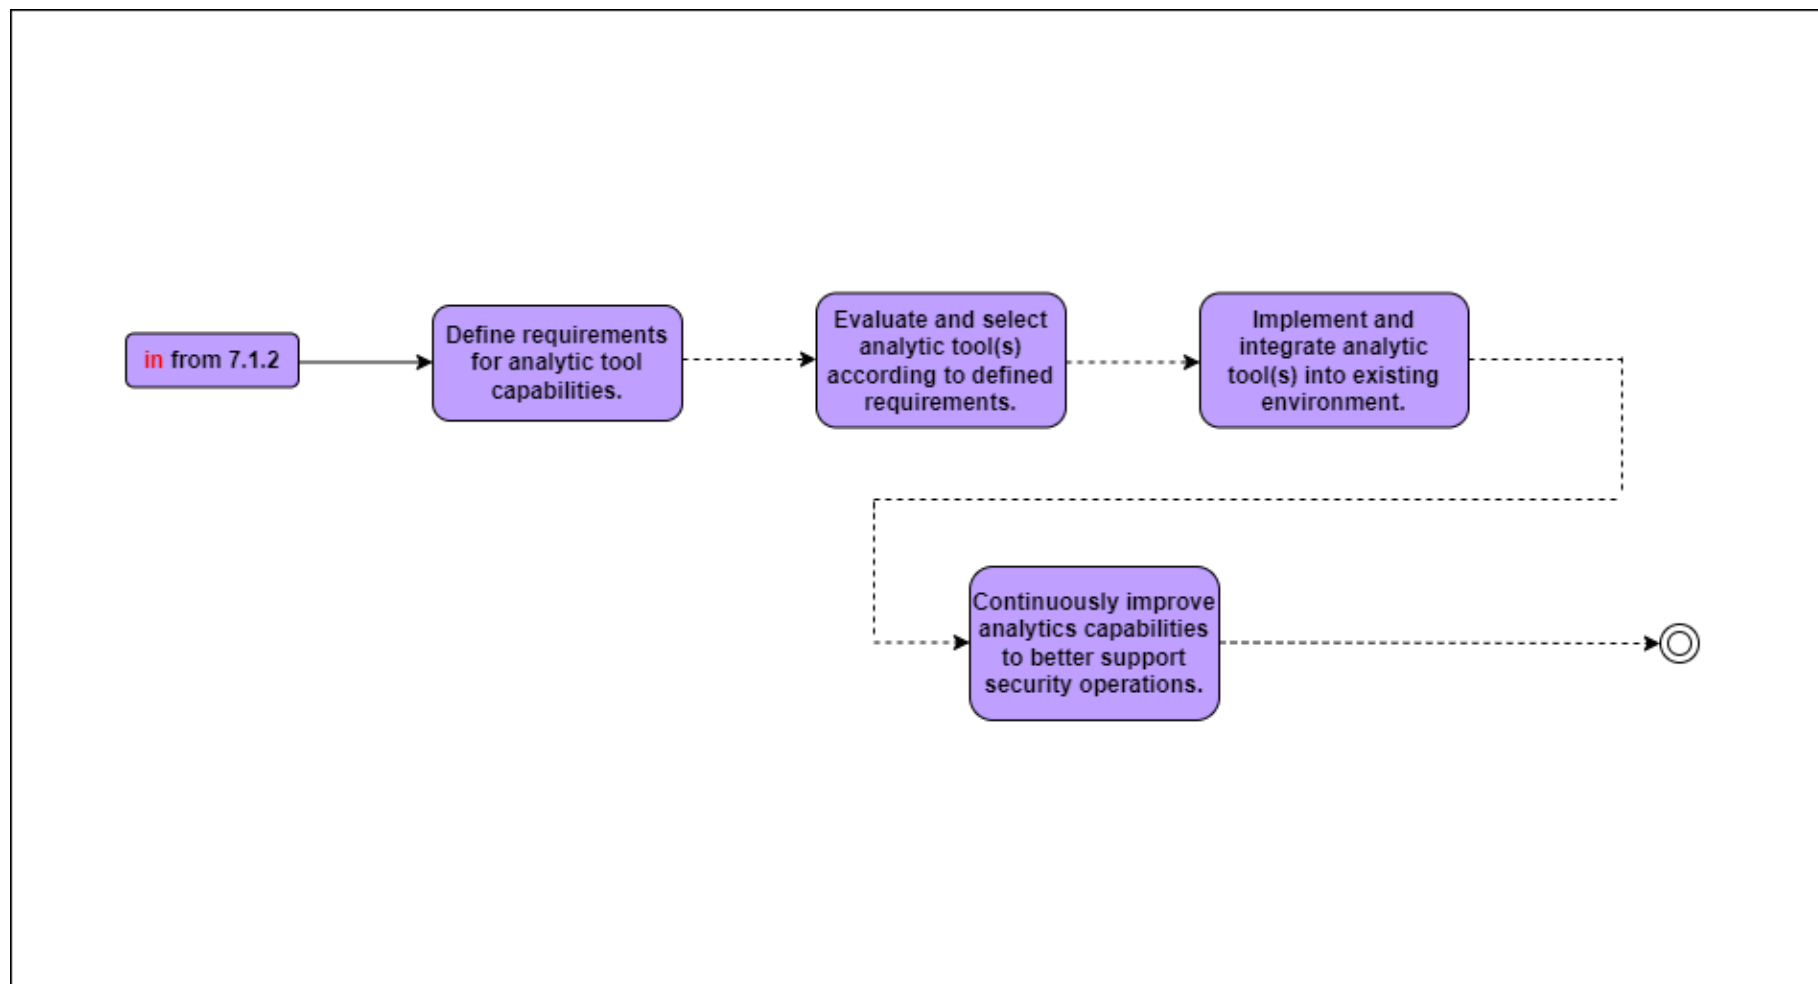 in from 7.1.2
Define requirements
for analytic tool
capabilities.
Evaluate and select
analytic tool(s)
according to defined
requirements.
Implement and
integrate analytic
tool(s) into existing
environment.
Continuously improve
analytics capabilities
to better support
security operations.